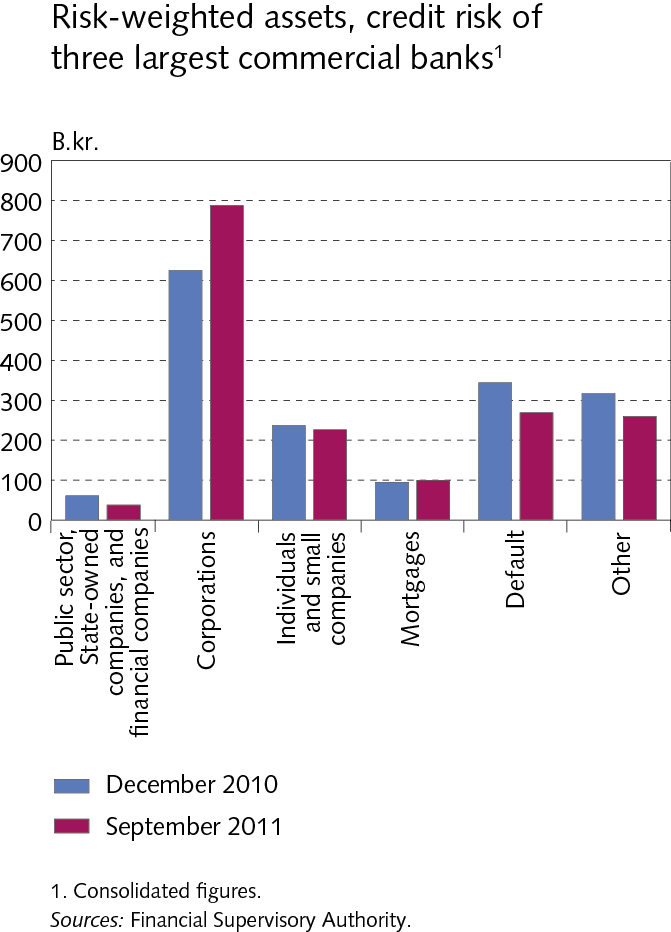 Risk-weighted assets, credit risk of
three largest commercial banks¹
B.kr.
900
800
700
600
500
400
300
200
100
0
Public sector,
State-owned
companies, and
financial companies
Corporations
Individuals
and small
companies
Mortgages
Default
Other
December 2010
September 2011
1. Consolidated figures.
Sources: Financial Supervisory Authority.